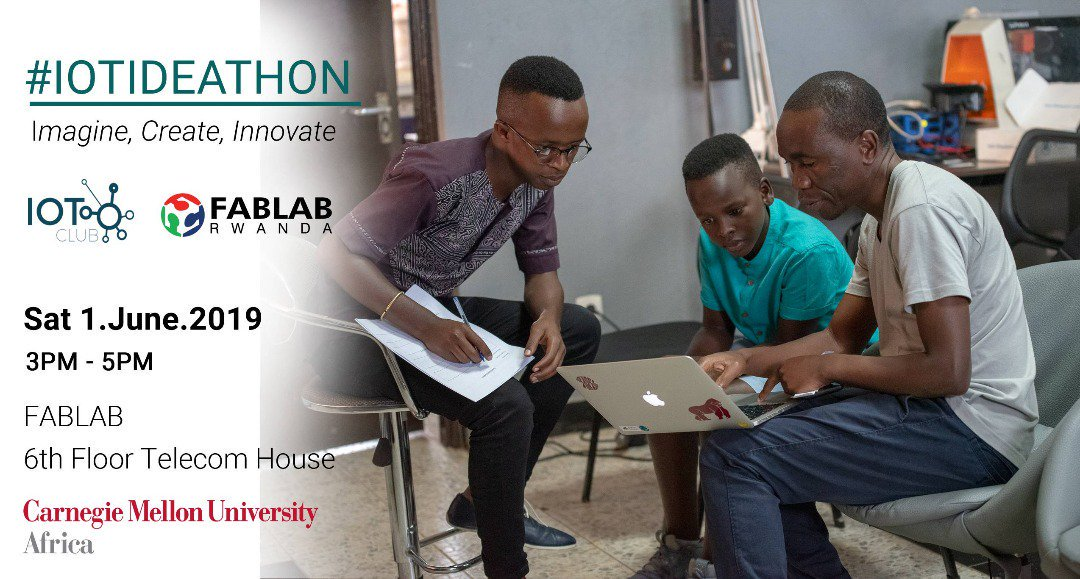 #IOTIDEATHON
Imagine, Create, Innovate
IOT
CLUB
FABLAB
RWANDA
Sat 1.June.2019
3PM - 5PM
FABLAB
6th Floor Telecom House
Carnegie Mellon University
Africa